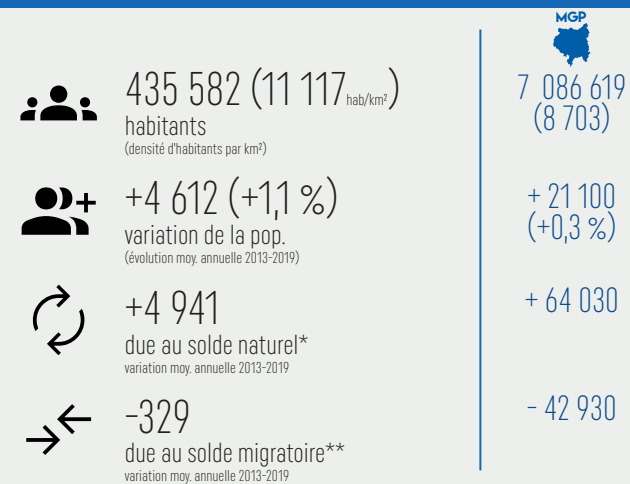 MGP
435 582 (11 117 hab/km²)
habitants
(densité d'habitants par km²)
7 086 619
(8 703)
+4 612 (+1,1 %)
variation de la pop.
(évolution moy. annuelle 2013-2019)
+ 21 100
(+0,3 %)
+4 941
due au solde naturel*
variation moy. annuelle 2013-2019
+ 64 030
-329
due au solde migratoire**
variation moy. annuelle 2013-2019
- 42 930